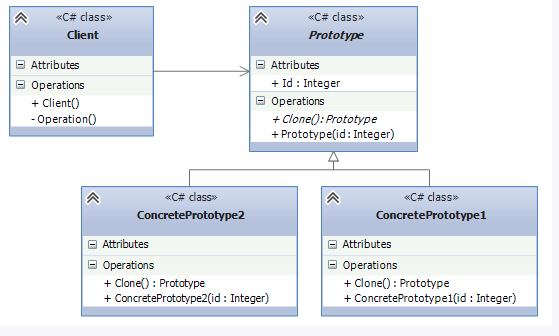 «C# class»
Client
Attributes
Operations
+ Client()
- Operation()
«C# class»
Prototype
Attributes
+ Id : Integer
Operations
+ Clone() : Prototype
+ Prototype(id : Integer)
«C# class»
ConcretePrototype2
Attributes
Operations
+ Clone() : Prototype
+ ConcretePrototype2(id : Integer)
«C# class»
ConcretePrototype1
Attributes
Operations
+ Clone() : Prototype
+ ConcretePrototype1(id : Integer)